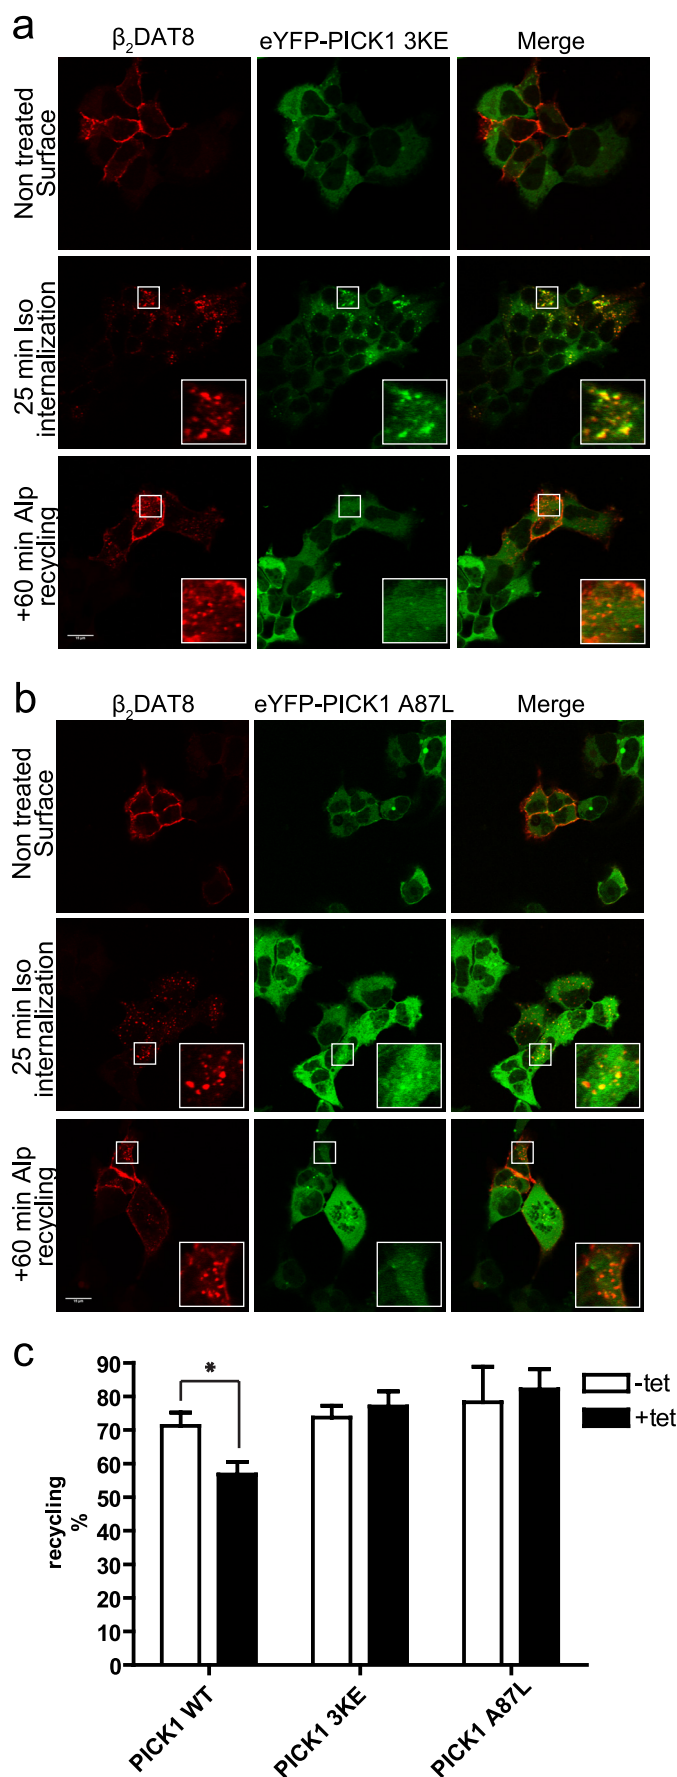 a
β₂DAT8 eYFP-PICK1 3KE Merge
Non treated
Surface
25 min Iso
internalization
+60 min Alp
recycling
b
β₂DAT8 eYFP-PICK1 A87L Merge
Non treated
Surface
25 min Iso
internalization
+60 min Alp
recycling
c
recycling
%
90
80
70
60
50
40
30
20
10
0
*
-tet
+tet
PICK1 WT
PICK1 3KE
PICK1 A87L